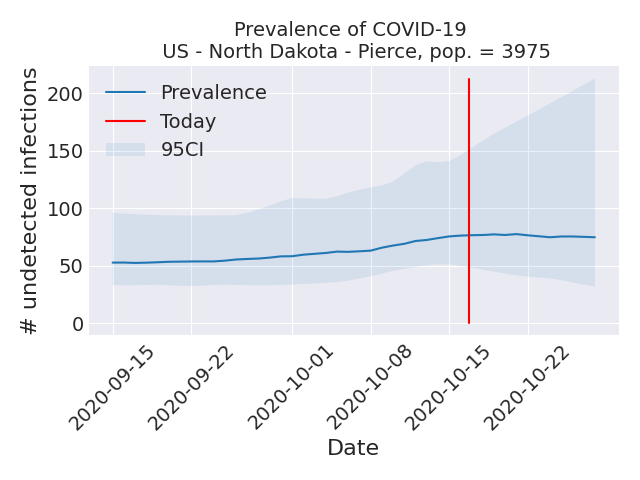 Prevalence of COVID-19
US - North Dakota - Pierce, pop. = 3975
# undetected infections
200
150
100
50
0
Prevalence
Today
95CI
2020-09-15
2020-09-22
2020-10-01
2020-10-08
2020-10-15
2020-10-22
Date